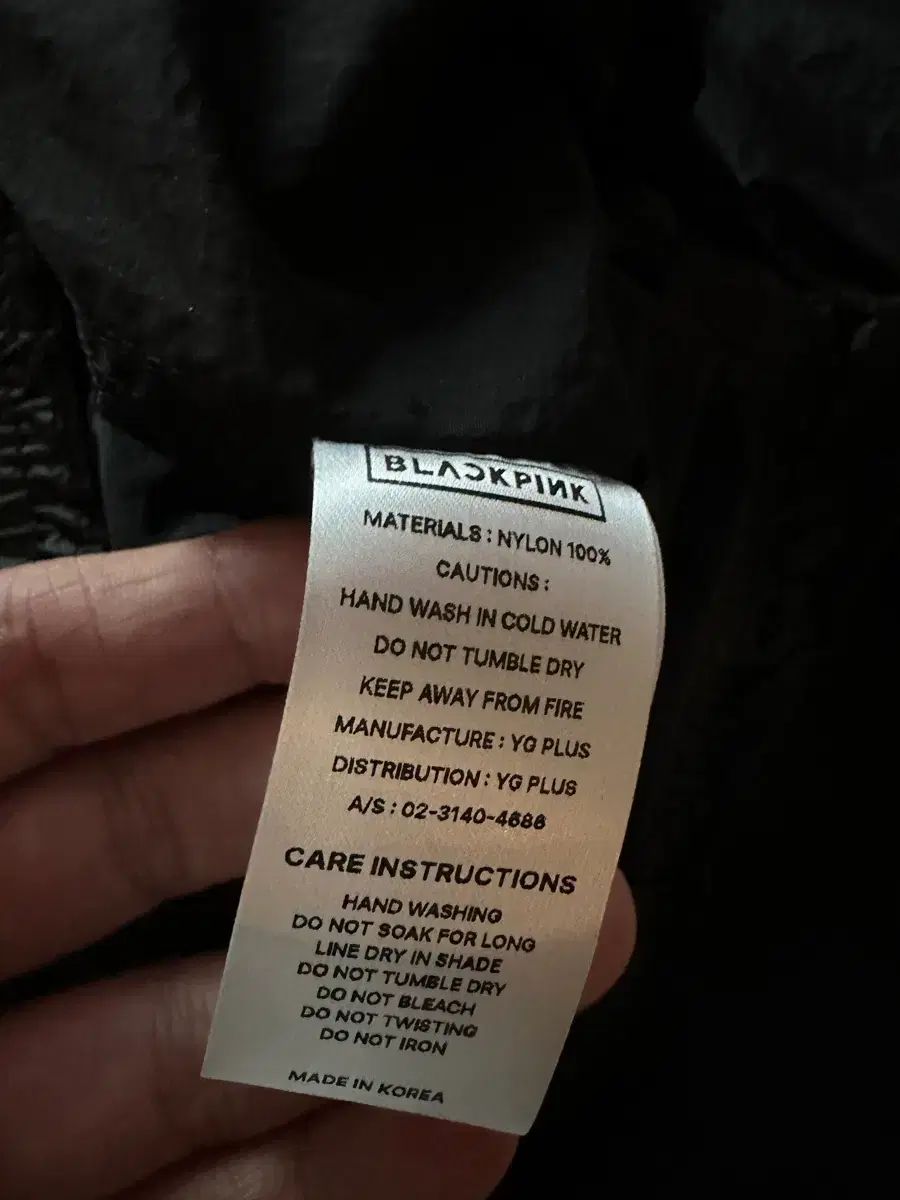 BLACKPINK
MATERIALS : NYLON 100%
CAUTIONS :
HAND WASH IN COLD WATER
DO NOT TUMBLE DRY
KEEP AWAY FROM FIRE
MANUFACTURE : YG PLUS
DISTRIBUTION : YG PLUS
A/S : 02-3140-4686
CARE INSTRUCTIONS
HAND WASHING
DO NOT SOAK FOR LONG
LINE DRY IN SHADE
DO NOT TUMBLE DRY
DO NOT BLEACH
DO NOT TWISTING
DO NOT IRON
MADE IN KOREA